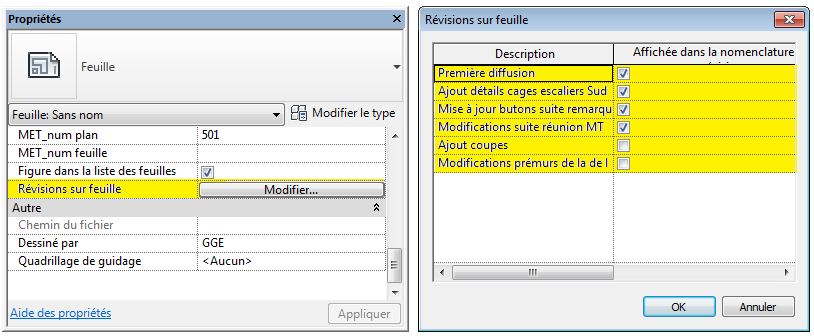 Propriétés
Feuille
Feuille: Sans nom
Modifier le type
MET_num plan 501
MET_num feuille
Figure dans la liste des feuilles
Révisions sur feuille Modifier...
Autre
Chemin du fichier
Dessiné par GGE
Quadrillage de guidage <Aucun>
Aide des propriétés
Appliquer
Révisions sur feuille
Description Affichée dans la nomenclature
Première diffusion
Ajout détails cages escaliers Sud
Mise à jour butons suite remarqu
Modifications suite réunion MT
Ajout coupes
Modifications prémurs de la de l
OK Annuler